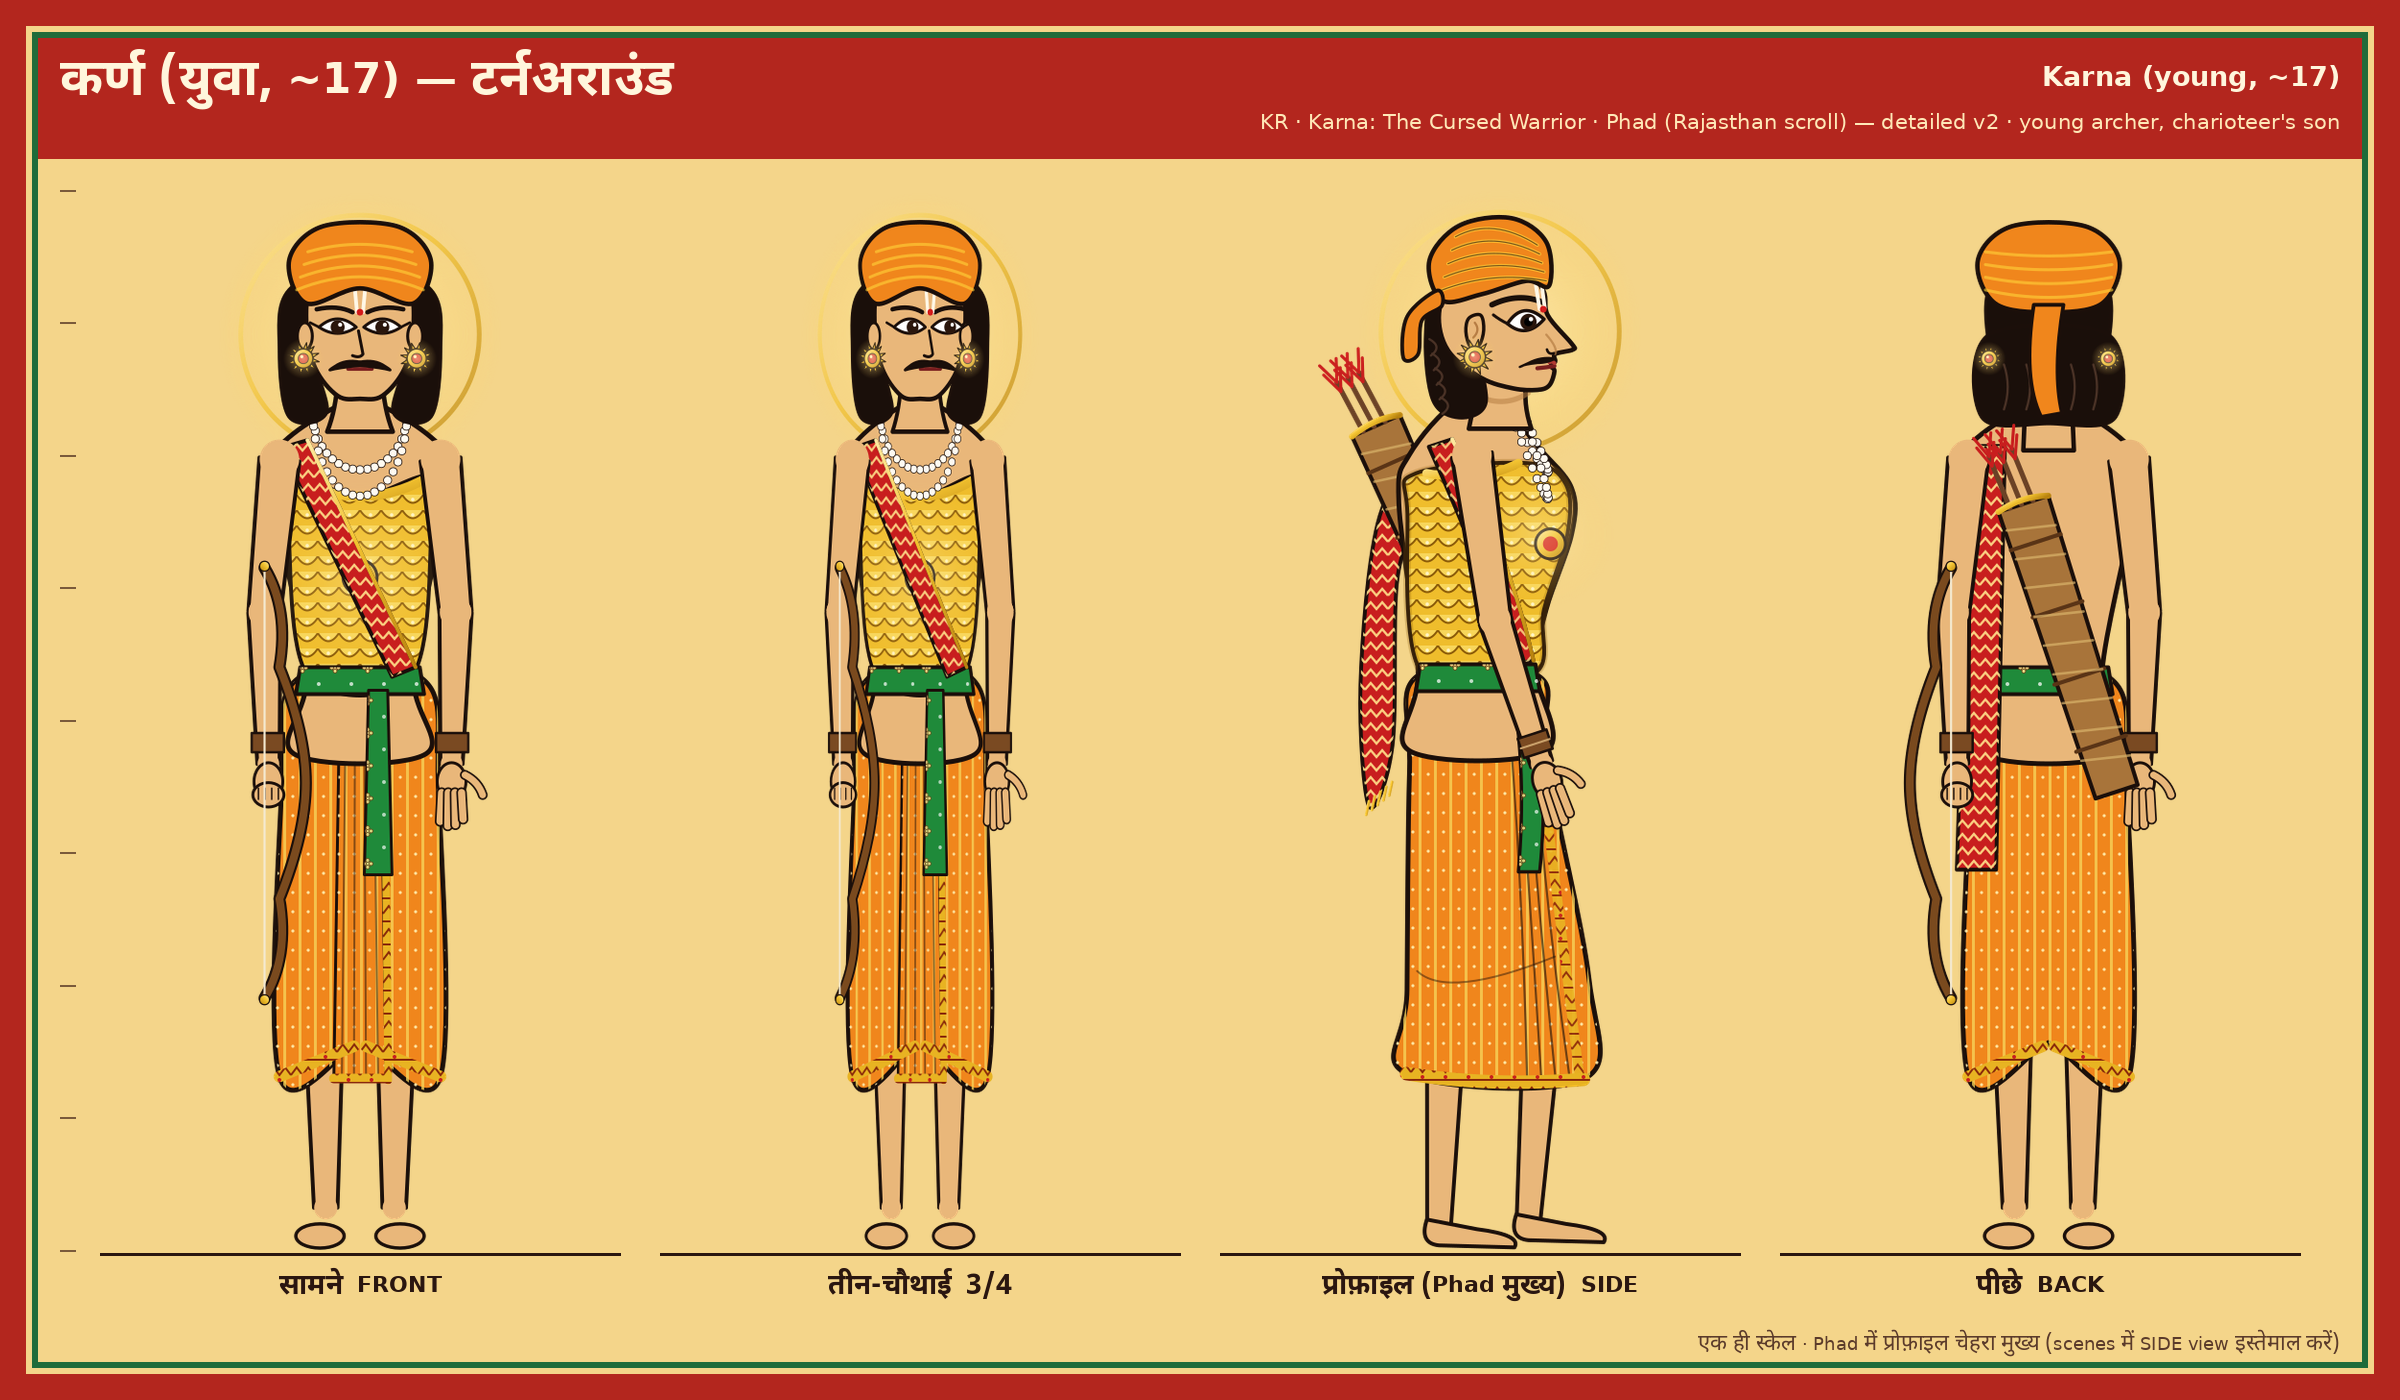 कर्ण (युवा, ~17) — टर्नअराउंड
Karna (young, ~17)
KR · Karna: The Cursed Warrior · Phad (Rajasthan scroll) — detailed v2 · young archer, charioteer's son
सामने FRONT
तीन-चौथाई 3/4
प्रोफ़ाइल (Phad मुख्य) SIDE
पीछे BACK
एक ही स्केल · Phad में प्रोफ़ाइल चेहरा मुख्य (scenes में SIDE view इस्तेमाल करें)